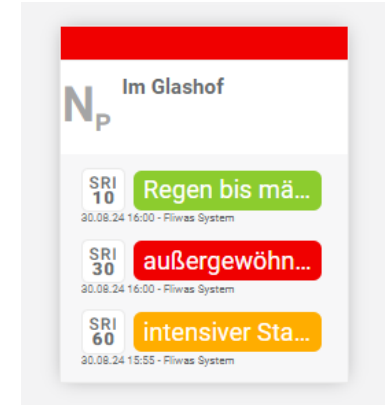 Im Glashof
NP
SRI
10
Regen bis mä...
30.08.24 16:00 - Fliwas System
SRI
30
außergewöhn...
30.08.24 16:00 - Fliwas System
SRI
60
intensiver Sta...
30.08.24 15:55 - Fliwas System